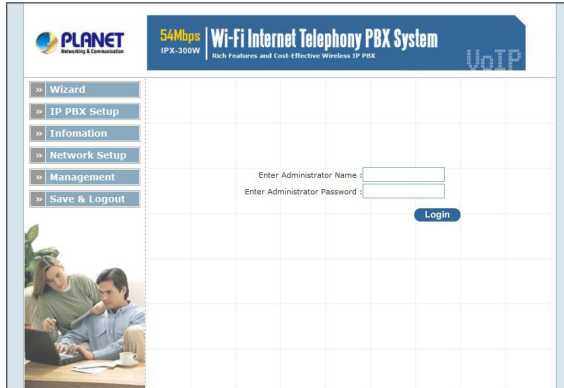 PLANET
Networking & Communication
54Mbps
IPX-300W
Wi-Fi Internet Telephony PBX System
Rich Features and Cost-Effective Wireless IP PBX
VoIP
» Wizard
» IP PBX Setup
» Infomation
» Network Setup
» Management
» Save & Logout
Enter Administrator Name :
Enter Administrator Password :
Login